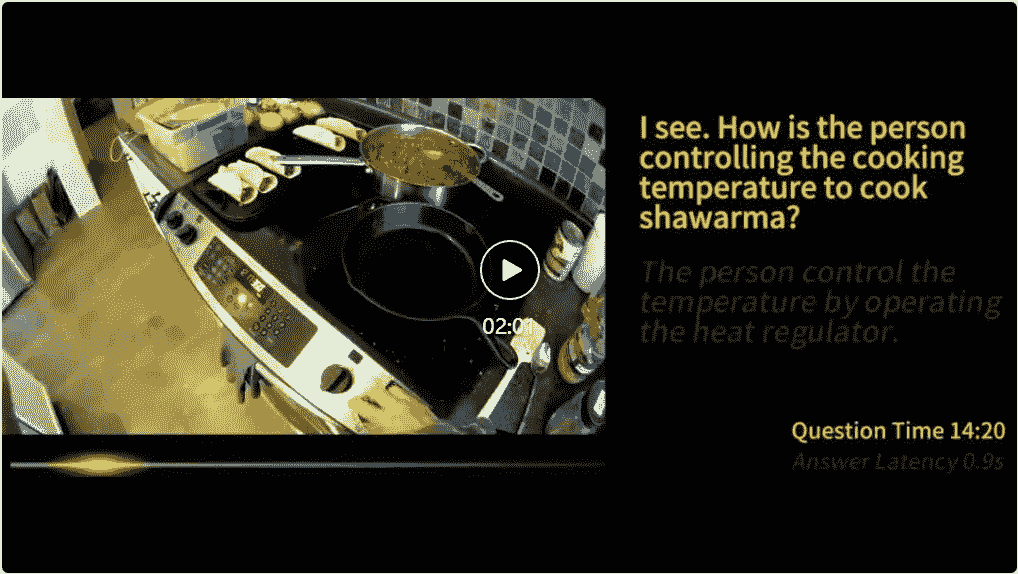 I see. How is the person
controlling the cooking
temperature to cook
shawarma?
The person control the
temperature by operating
the heat regulator.
02:01
Question Time 14:20
Answer Latency 0.9s